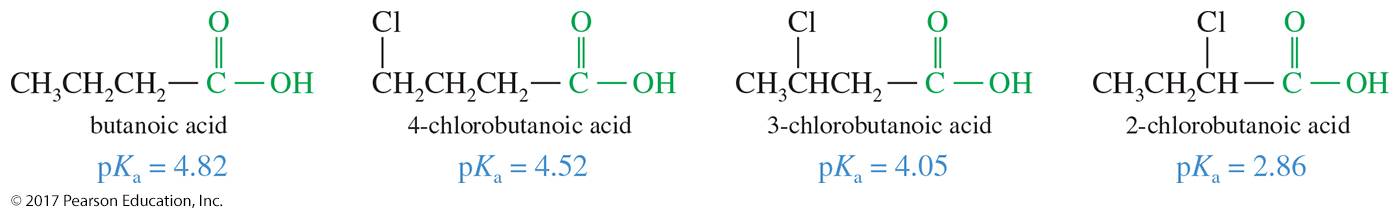 Cl O Cl O Cl O
O
CH₃CH₂CH₂—C—OH CH₂CH₂CH₂—C—OH CH₃CHCH₂—C—OH CH₃CH₂CH—C—OH
butanoic acid 4-chlorobutanoic acid 3-chlorobutanoic acid 2-chlorobutanoic acid
pKₐ = 4.82 pKₐ = 4.52 pKₐ = 4.05 pKₐ = 2.86
© 2017 Pearson Education, Inc.